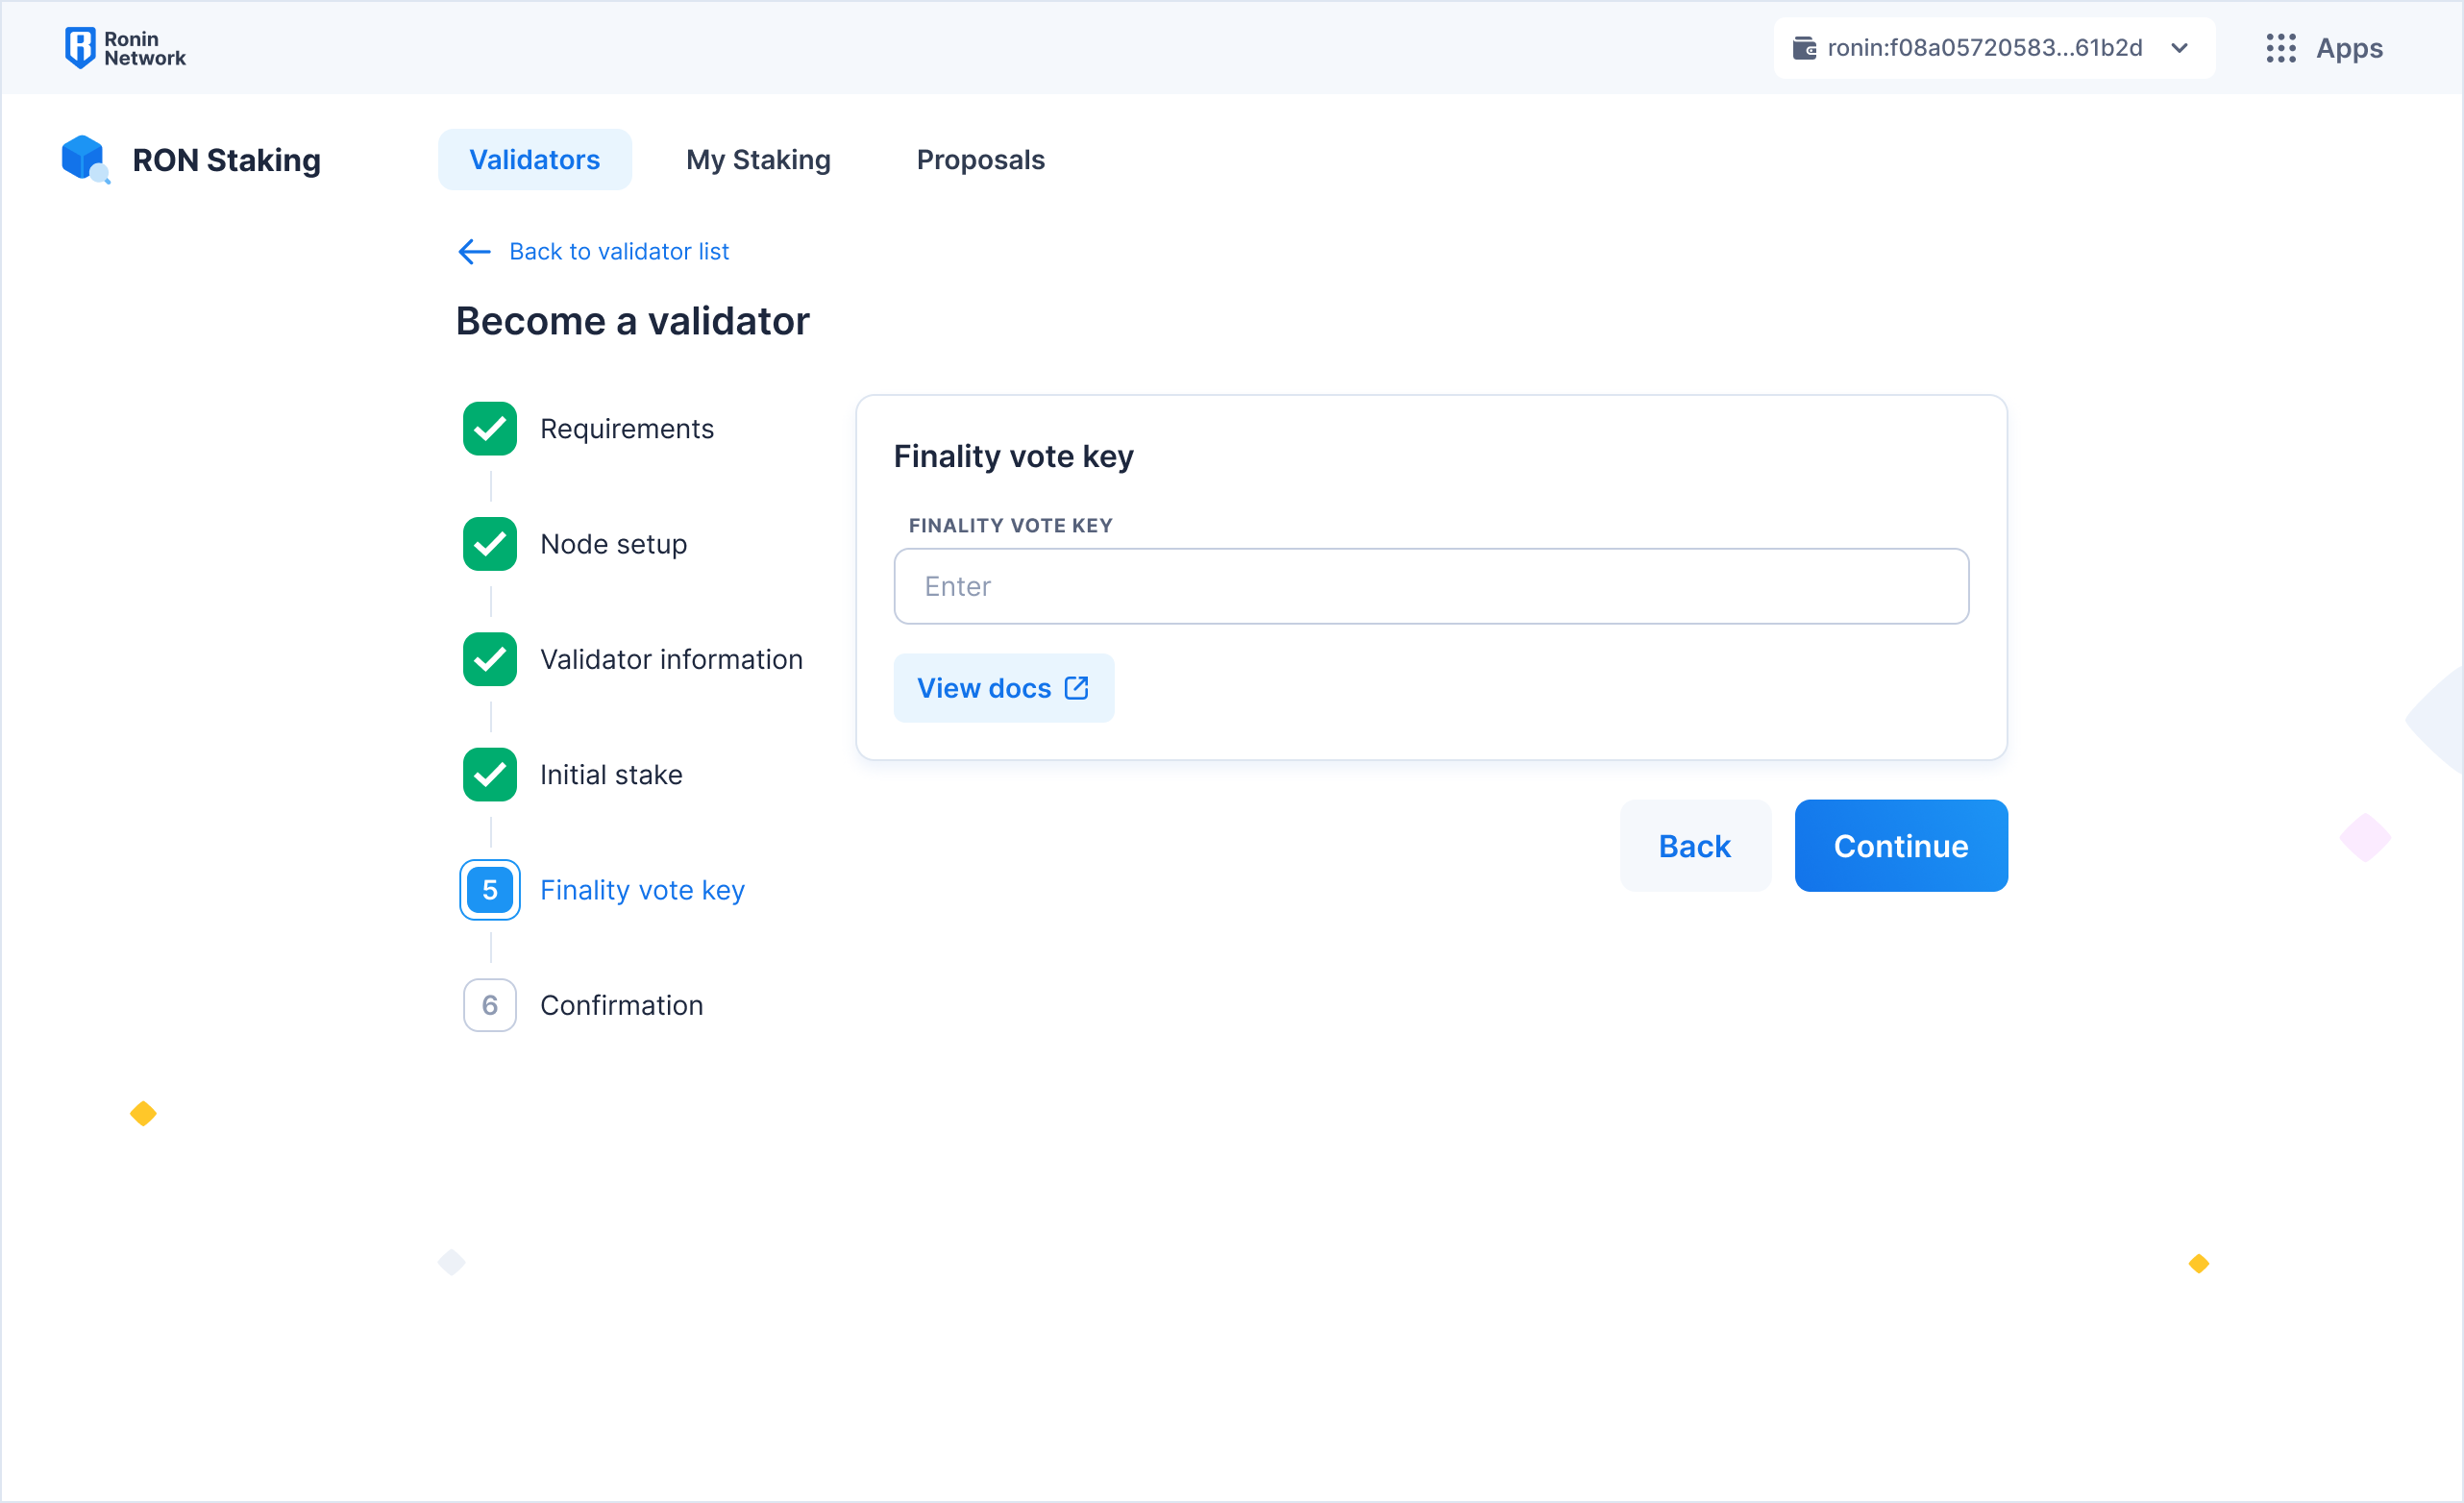 Ronin
Network
ronin:f08a05720583...61b2d
Apps
RON Staking
Validators
My Staking
Proposals
Back to validator list
Become a validator
Requirements
Node setup
Validator information
Initial stake
5 Finality vote key
6 Confirmation
Finality vote key
FINALITY VOTE KEY
Enter
View docs
Back
Continue